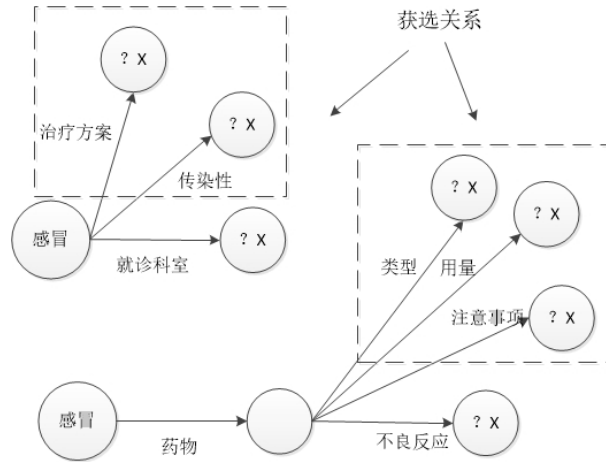 获选关系
? X
? X
治疗方案
传染性
感冒
? X
就诊科室
? X
? X
类型
用量
注意事项
? X
感冒
药物
不良反应
? X